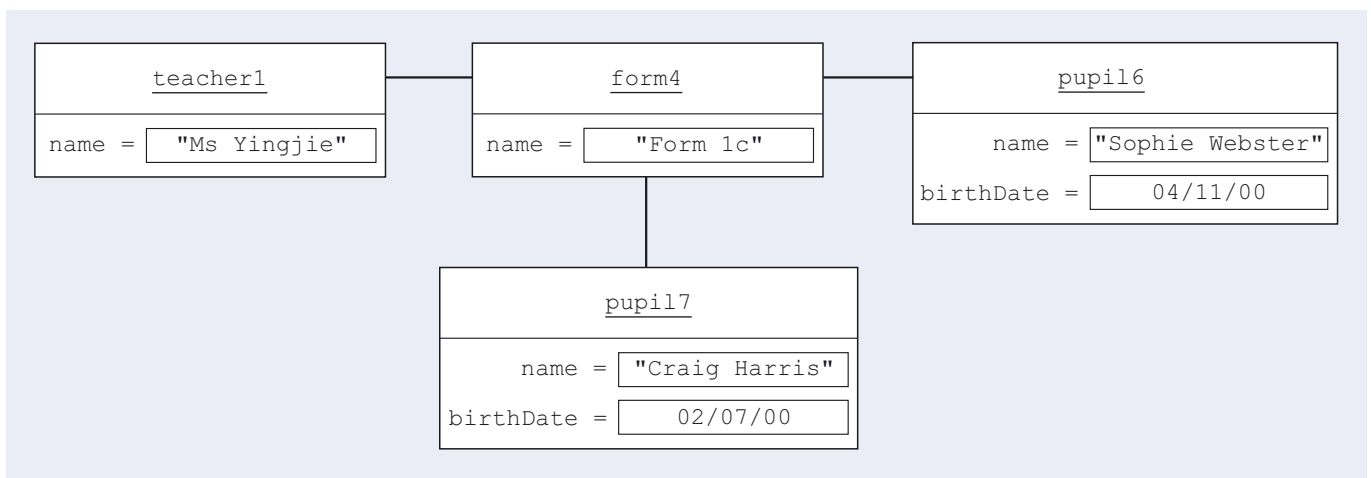 teacher1
name = "Ms Yingjie"
form4
name = "Form 1c"
pupil6
name = "Sophie Webster"
birthDate = 04/11/00
pupil7
name = "Craig Harris"
birthDate = 02/07/00